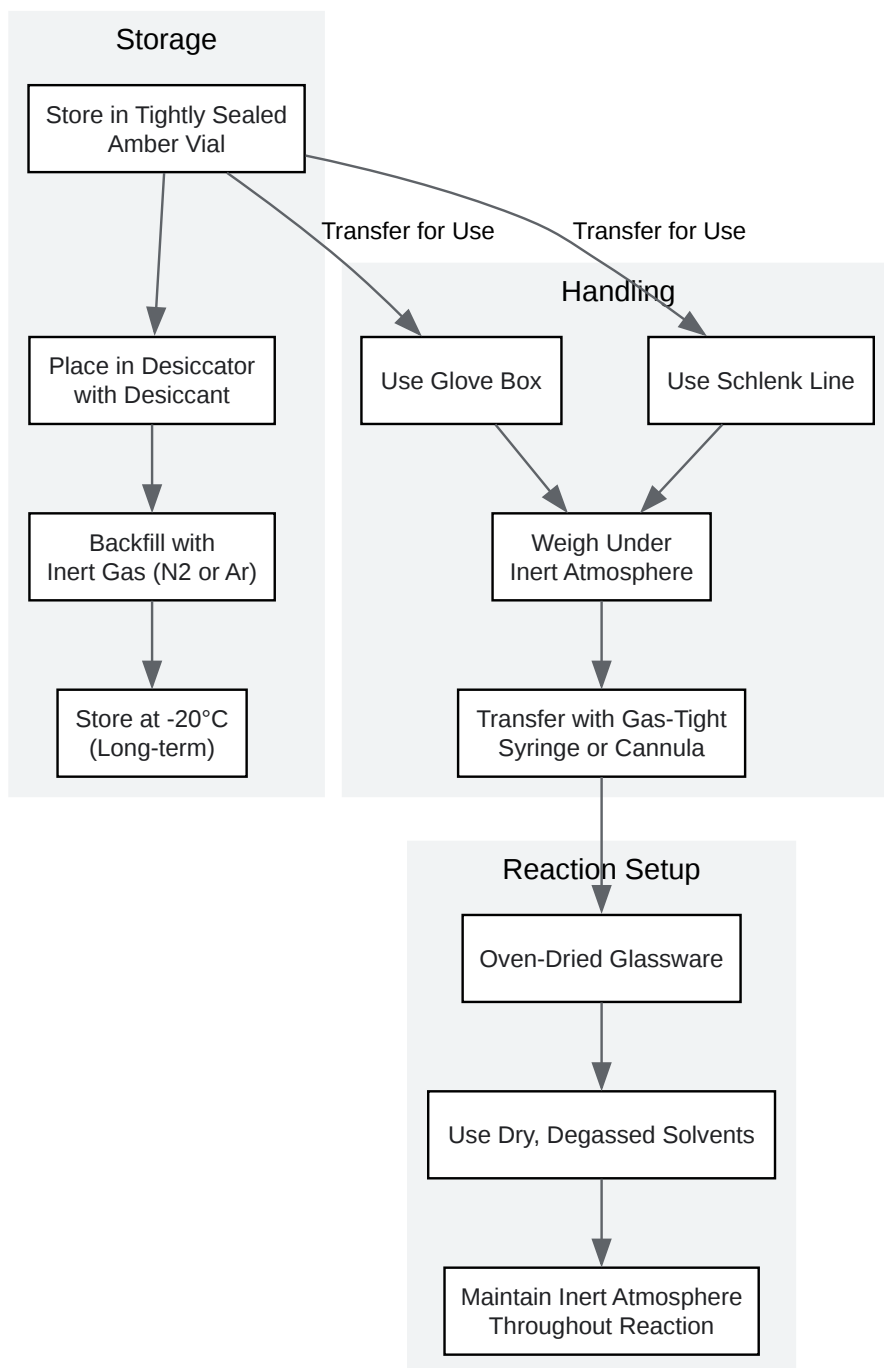 Storage
Store in Tightly Sealed
Amber Vial
Transfer for Use
Transfer for Use
Handling
Place in Desiccator
with Desiccant
Use Glove Box
Use Schlenk Line
Backfill with
Inert Gas (N2 or Ar)
Weigh Under
Inert Atmosphere
Store at -20°C
(Long-term)
Transfer with Gas-Tight
Syringe or Cannula
Reaction Setup
Oven-Dried Glassware
Use Dry, Degassed Solvents
Maintain Inert Atmosphere
Throughout Reaction